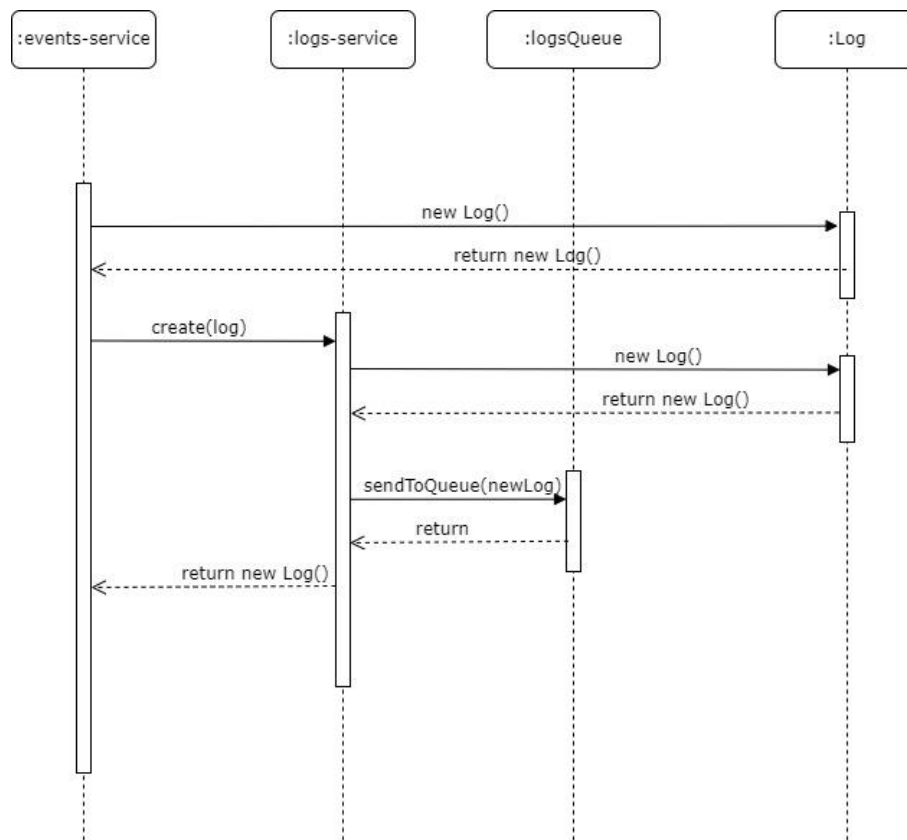 :events-service
:logs-service
:logsQueue
:Log
new Log()
return new Log()
create(log)
new Log()
return new Log()
sendToQueue(newLog)
return
return new Log()